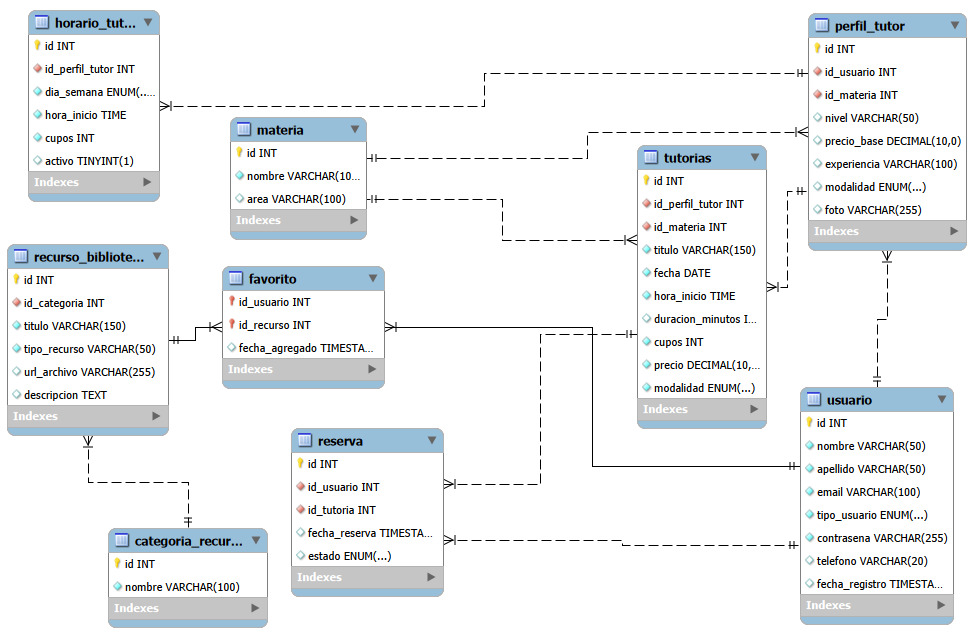 horario_tut...
id INT
id_perfil_tutor INT
dia_semana ENUM(...
hora_inicio TIME
cupos INT
activo TINYINT(1)
Indexes
materia
id INT
nombre VARCHAR(10...
area VARCHAR(100)
Indexes
perfil_tutor
id INT
id_usuario INT
id_materia INT
nivel VARCHAR(50)
precio_base DECIMAL(10,0)
experiencia VARCHAR(100)
modalidad ENUM(...)
foto VARCHAR(255)
Indexes
tutorias
id INT
id_perfil_tutor INT
id_materia INT
titulo VARCHAR(150)
fecha DATE
hora_inicio TIME
duracion_minutos I...
cupos INT
precio DECIMAL(10,...
modalidad ENUM(...)
Indexes
recurso_bibliote...
id INT
id_categoria INT
titulo VARCHAR(150)
tipo_recurso VARCHAR(50)
url_archivo VARCHAR(255)
descripcion TEXT
Indexes
favorito
id_usuario INT
id_recurso INT
fecha_agregado TIMESTA...
Indexes
usuario
id INT
nombre VARCHAR(50)
apellido VARCHAR(50)
email VARCHAR(100)
tipo_usuario ENUM(...)
contrasena VARCHAR(255)
telefono VARCHAR(20)
fecha_registro TIMESTA...
Indexes
reserva
id INT
id_usuario INT
id_tutoria INT
fecha_reserva TIMESTA...
estado ENUM(...)
Indexes
categoria_recur...
id INT
nombre VARCHAR(100)
Indexes